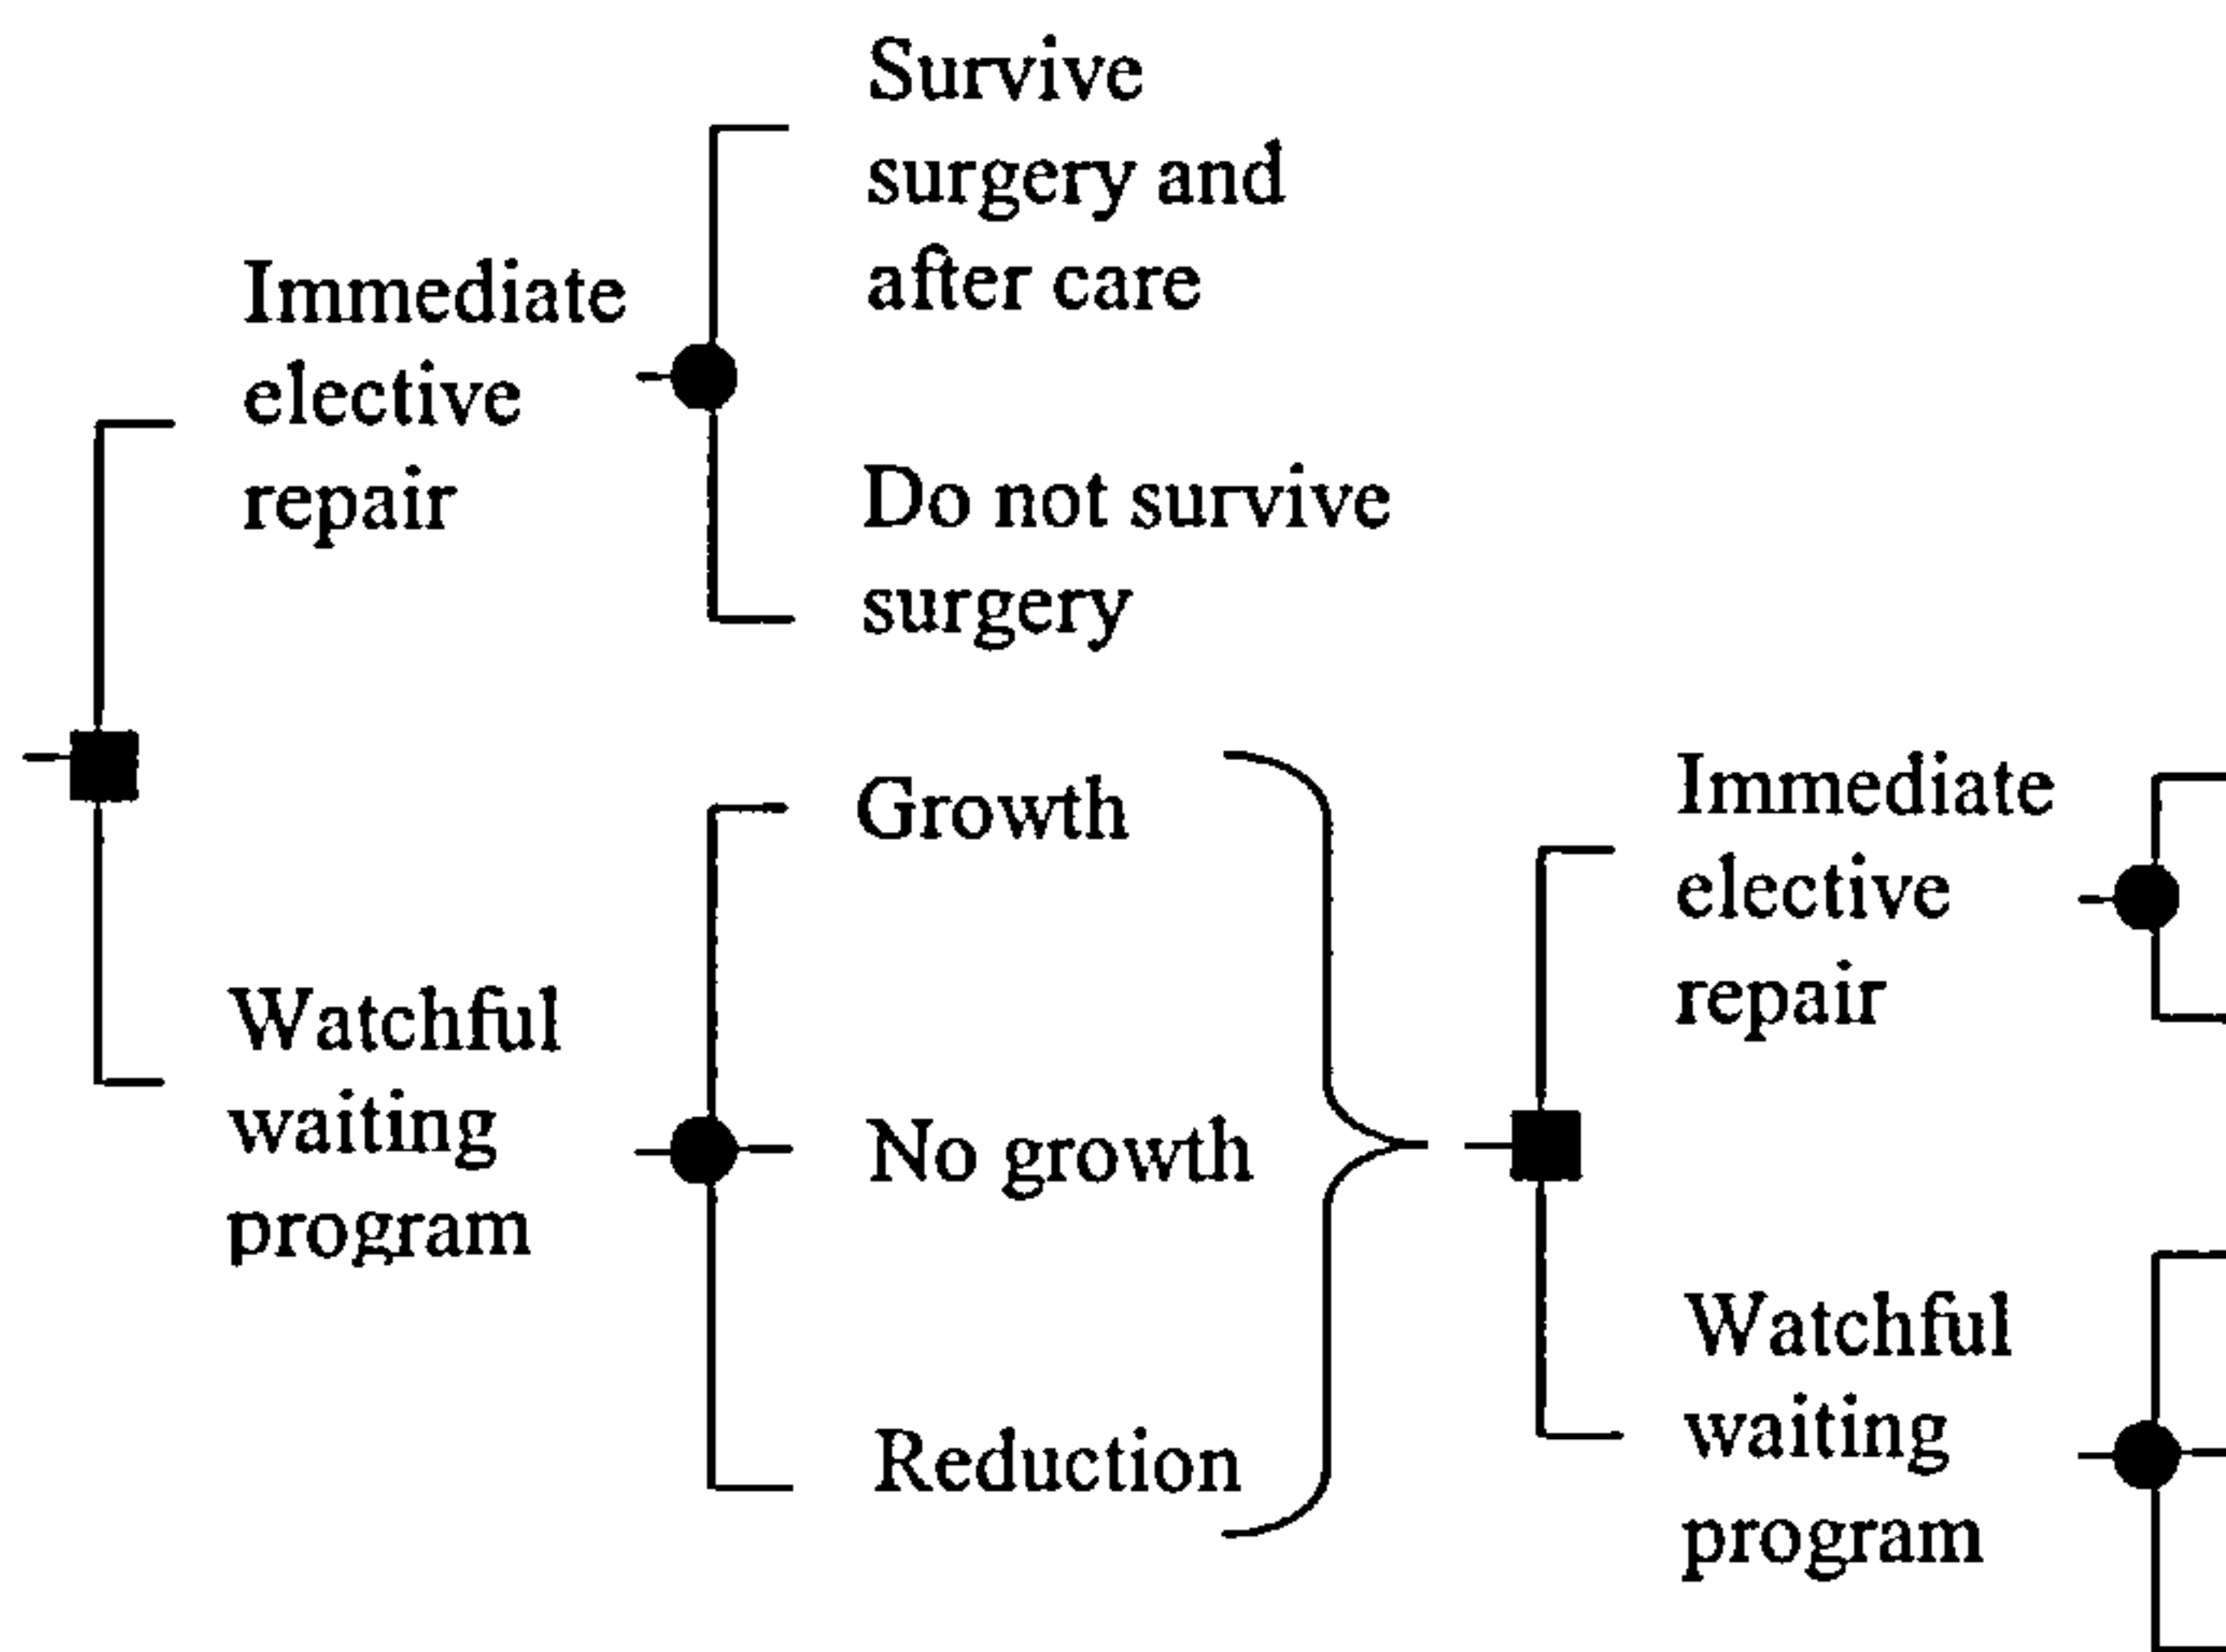 Survive
surgery and
after care
Immediate
elective
repair
Do not survive
surgery
Growth
Watchful
waiting
program
No growth
Reduction
Immediate
elective
repair
Watchful
waiting
program